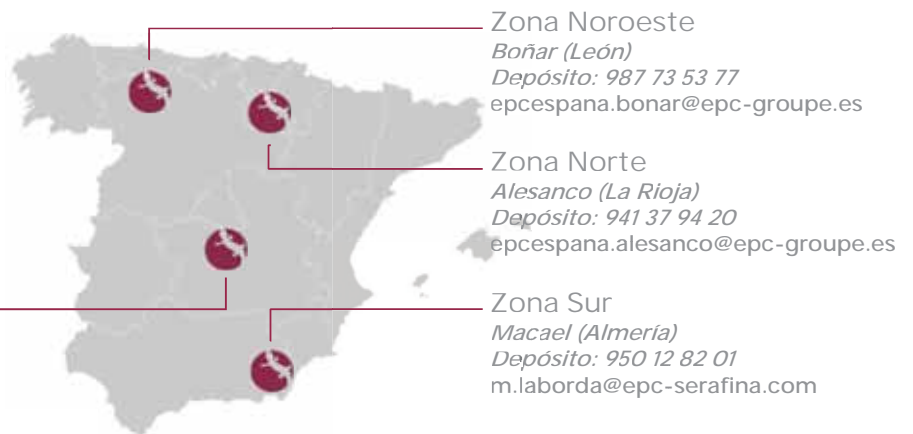 Zona Noroeste
Boñar (León)
Depósito: 987 73 53 77
epcespana.bonar@epc-groupe.es
Zona Norte
Alesanco (La Rioja)
Depósito: 941 37 94 20
epcespana.alesanco@epc-groupe.es
Zona Sur
Macael (Almería)
Depósito: 950 12 82 01
m.laborda@epc-serafina.com